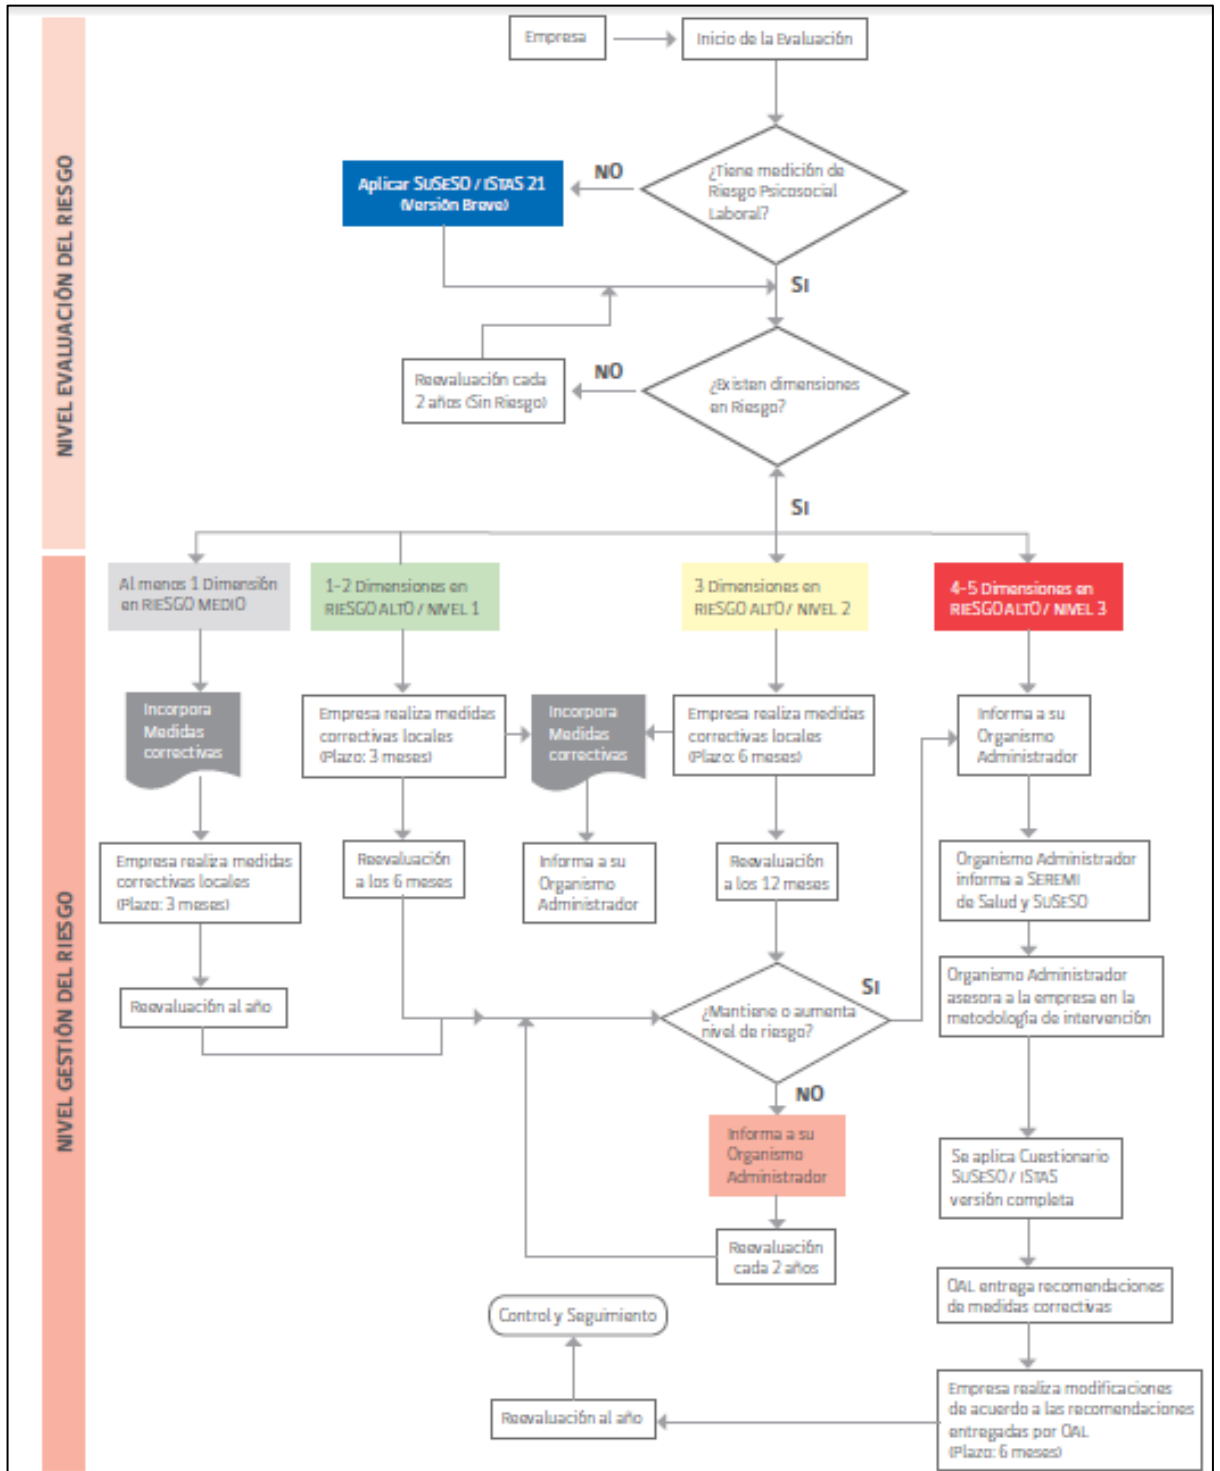 Empresa
Inicio de la Evaluación
¿Tiene medición de
Riesgo Psicosocial
Laboral?
NO
Aplicar SUSESO / ISTAS 21
(Versión Breve)
SI
¿Existen dimensiones
en Riesgo?
NO
Reevaluación cada
2 años (Sin Riesgo)
SI
NIVEL EVALUACIÓN DEL RIESGO
NIVEL GESTIÓN DEL RIESGO
Al menos 1 Dimensión
en RIESGO MEDIO
1-2 Dimensiones en
RIESGO ALTO / NIVEL 1
3 Dimensiones en
RIESGO ALTO / NIVEL 2
4-5 Dimensiones en
RIESGO ALTO / NIVEL 3
Incorpora
Medidas
correctivas
Empresa realiza medidas
correctivas locales
(Plazo: 3 meses)
Incorpora
Medidas
correctivas
Empresa realiza medidas
correctivas locales
(Plazo: 6 meses)
Informa a su
Organismo
Administrador
Empresa realiza medidas
correctivas locales
(Plazo: 3 meses)
Reevaluación
a los 6 meses
Informa a su
Organismo
Administrador
Reevaluación
a los 12 meses
Organismo Administrador
informa a SEREMI
de Salud y SUSESO
Reevaluación al año
¿Mantiene o aumenta
nivel de riesgo?
SI
Organismo Administrador
asesora a la empresa en la
metodología de intervención
NO
Informa a su
Organismo
Administrador
Se aplica Cuestionario
SUSESO / ISTAS
versión completa
Reevaluación
cada 2 años
OAL entrega recomendaciones
de medidas correctivas
Control y Seguimiento
Reevaluación al año
Empresa realiza modificaciones
de acuerdo a las recomendaciones
entregadas por OAL
(Plazo: 6 meses)